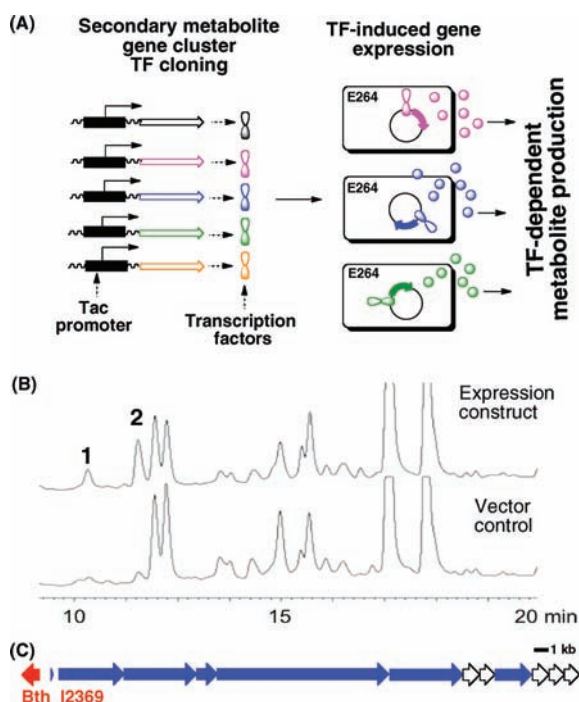 (A)
Secondary metabolite
gene cluster
TF cloning
TF-induced gene
expression
E264
E264
E264
TF-dependent
metabolite production
Tac
promoter
Transcription
factors
(B)
1
2
Expression
construct
Vector
control
10
15
20 min
(C)
1 kb
Bth_I2369